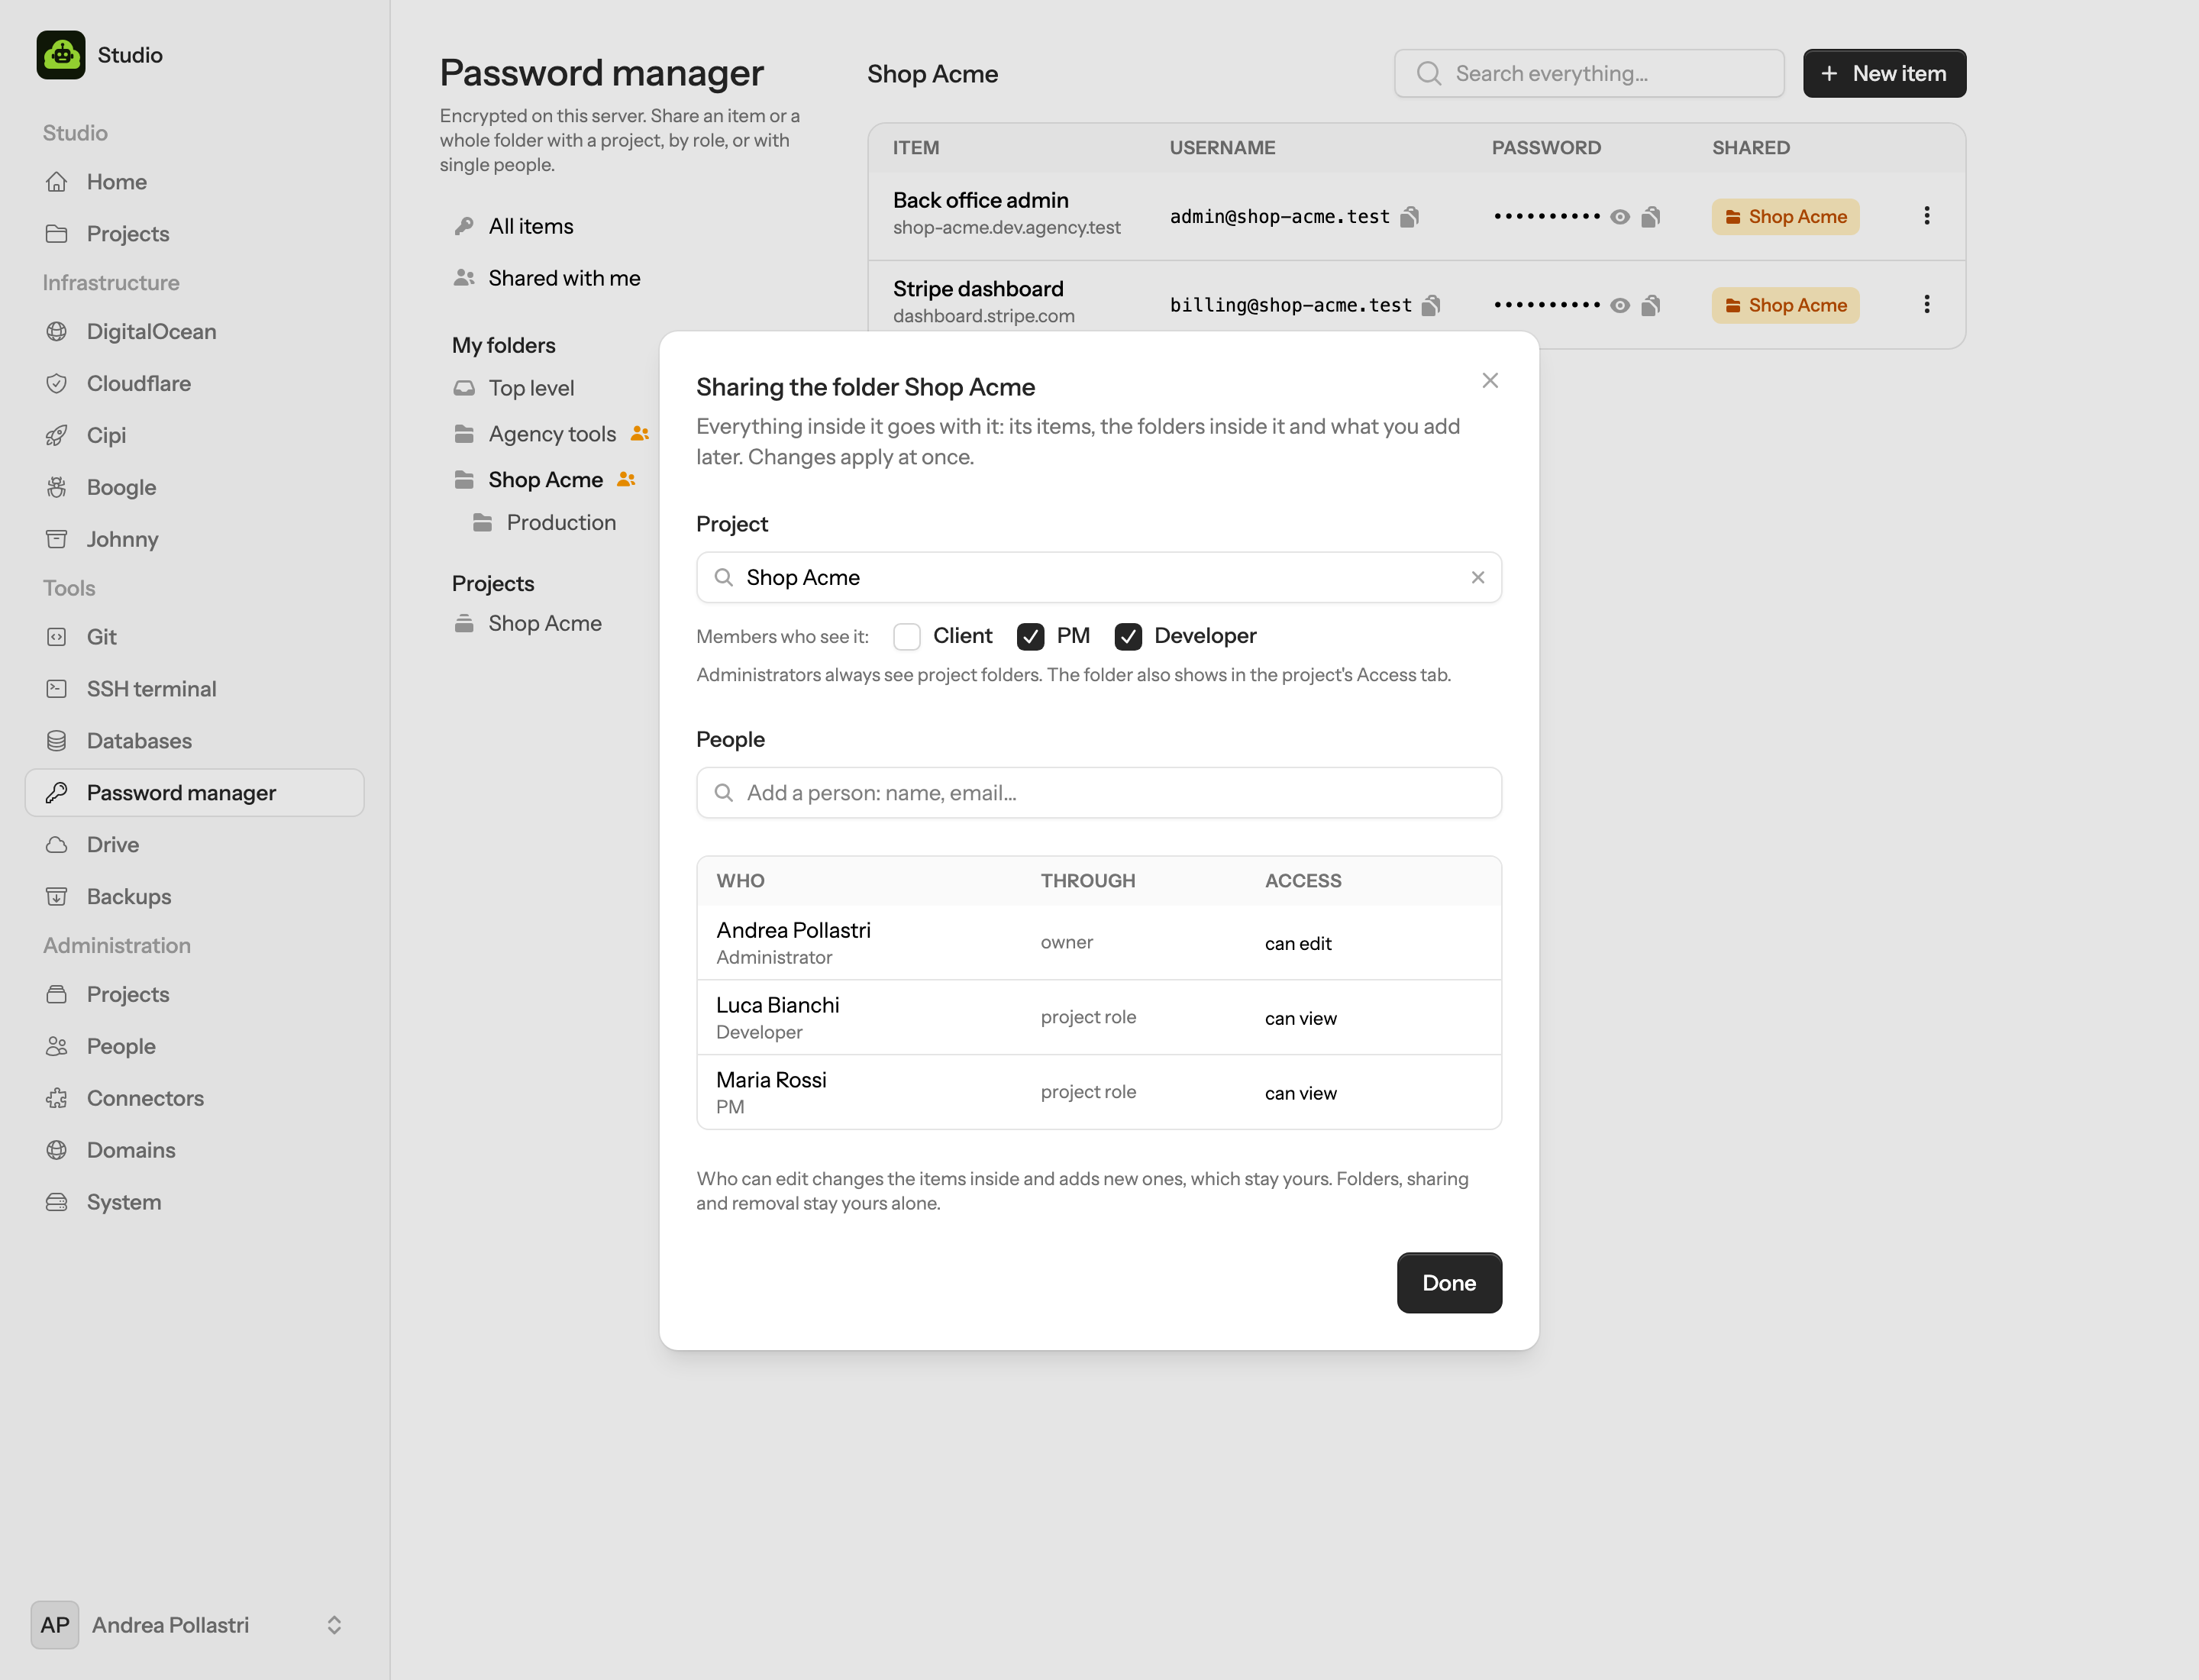 Studio
Studio
Home
Projects
Infrastructure
DigitalOcean
Cloudflare
Cipi
Boogle
Johnny
Tools
Git
SSH terminal
Databases
Password manager
Drive
Backups
Administration
Projects
People
Connectors
Domains
System
AP Andrea Pollastri
Password manager
Encrypted on this server. Share an item or a
whole folder with a project, by role, or with
single people.
All items
Shared with me
My folders
Top level
Agency tools
Shop Acme
Production
Projects
Shop Acme
Shop Acme
Search everything...
+ New item
ITEM USERNAME PASSWORD SHARED
Back office admin
shop-acme.dev.agency.test
admin@shop-acme.test •••••••••• Shop Acme
Stripe dashboard
dashboard.stripe.com
billing@shop-acme.test •••••••••• Shop Acme
Sharing the folder Shop Acme
Everything inside it goes with it: its items, the folders inside it and what you add
later. Changes apply at once.
Project
Shop Acme
Members who see it: Client PM Developer
Administrators always see project folders. The folder also shows in the project's Access tab.
People
Add a person: name, email...
WHO THROUGH ACCESS
Andrea Pollastri
Administrator
owner can edit
Luca Bianchi
Developer
project role can view
Maria Rossi
PM
project role can view
Who can edit changes the items inside and adds new ones, which stay yours. Folders, sharing
and removal stay yours alone.
Done